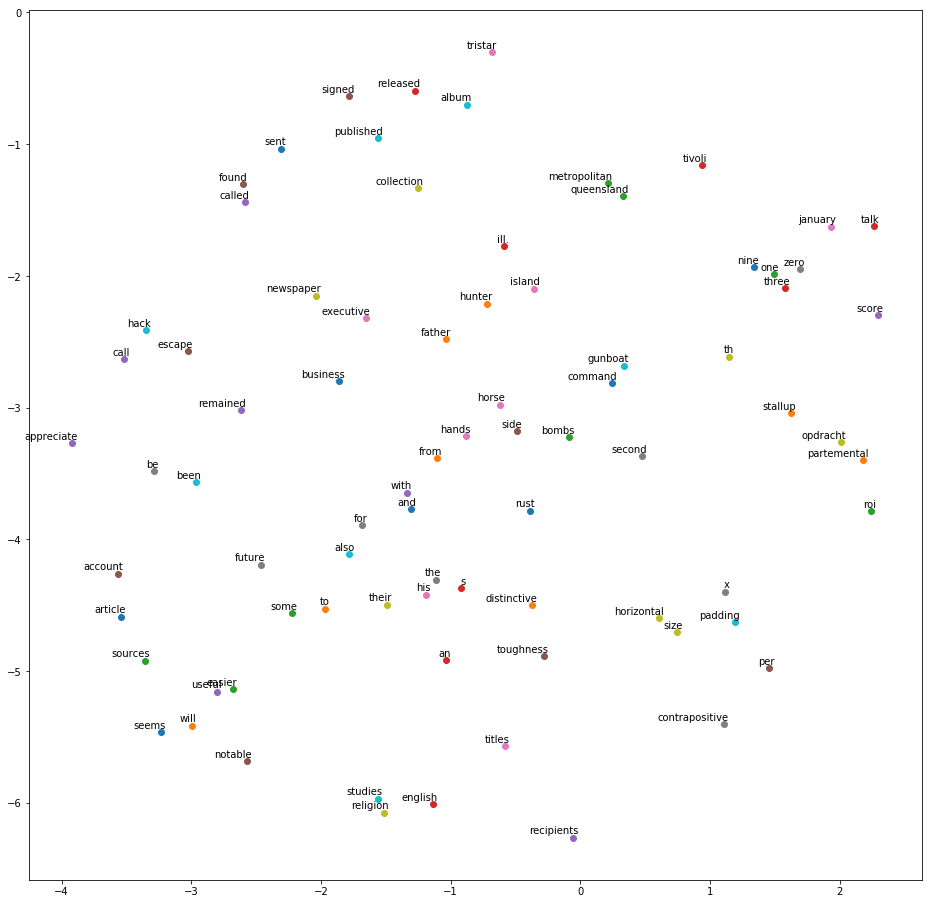 0
tristar
released
signed
album
−1
published
sent
tivoli
metropolitan
found
collection
queensland
called
january
talk
ill
nine
zero
one
−2
island
three
newspaper
hunter
score
executive
hack
father
th
call
escape
gunboat
business
command
−3
horse
remained
stallup
hands
side
bombs
appreciate
opdracht
from
second
partemental
be
been
with
and
rust
roi
for
−4
also
future
account
the
s
x
his
their
distinctive
article
some
to
horizontal
padding
size
sources
an
toughness
per
−5
useful
easier
seems
will
contrapositive
notable
titles
studies
english
−6
religion
recipients
−4
−3
−2
−1
0
1
2